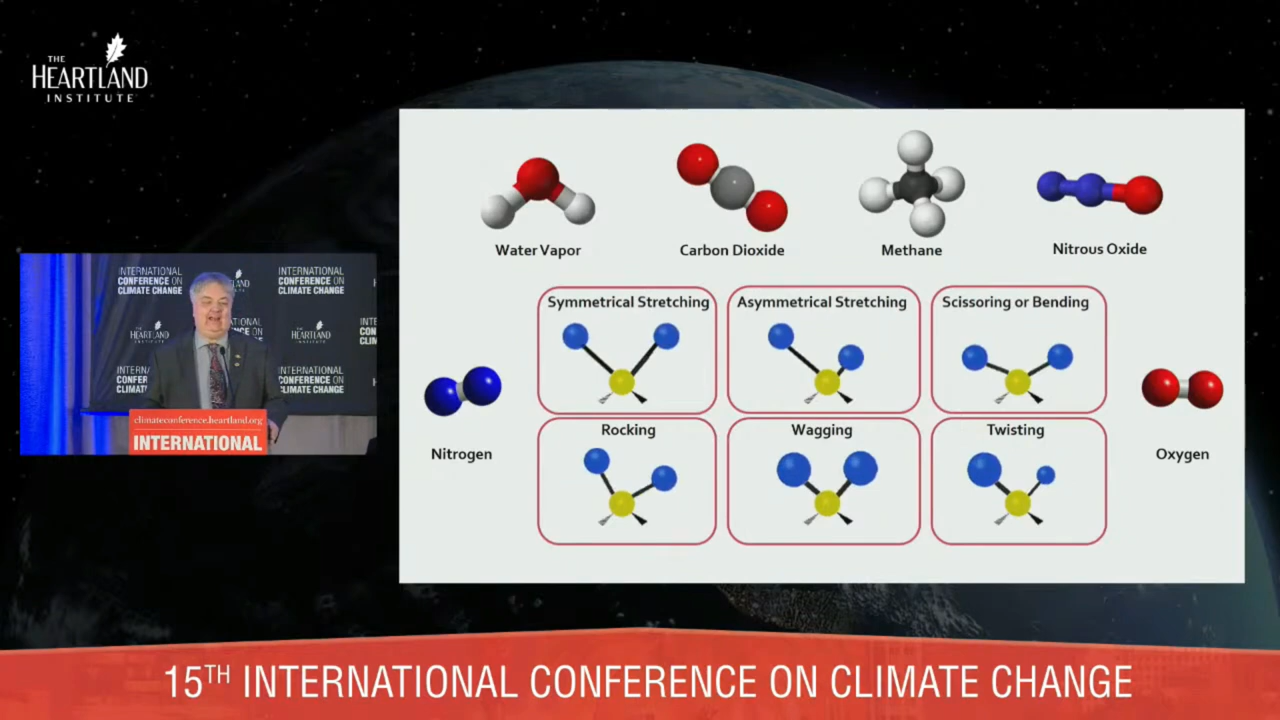 THE
HEARTLAND
INSTITUTE
Water Vapor
Carbon Dioxide
Methane
Nitrous Oxide
Symmetrical Stretching
Asymmetrical Stretching
Scissoring or Bending
Nitrogen
Oxygen
Rocking
Wagging
Twisting
INTERNATIONAL
CONFERENCE ON
CLIMATE CHANGE
INTERNATIONAL
CONFERENCE ON
CLIMATE CHANGE
HEARTLAND
INTERNATIONAL
CONFERENCE ON
CLIMATE CHANGE
climateconference.heartland.org
INTERNATIONAL
15TH INTERNATIONAL CONFERENCE ON CLIMATE CHANGE